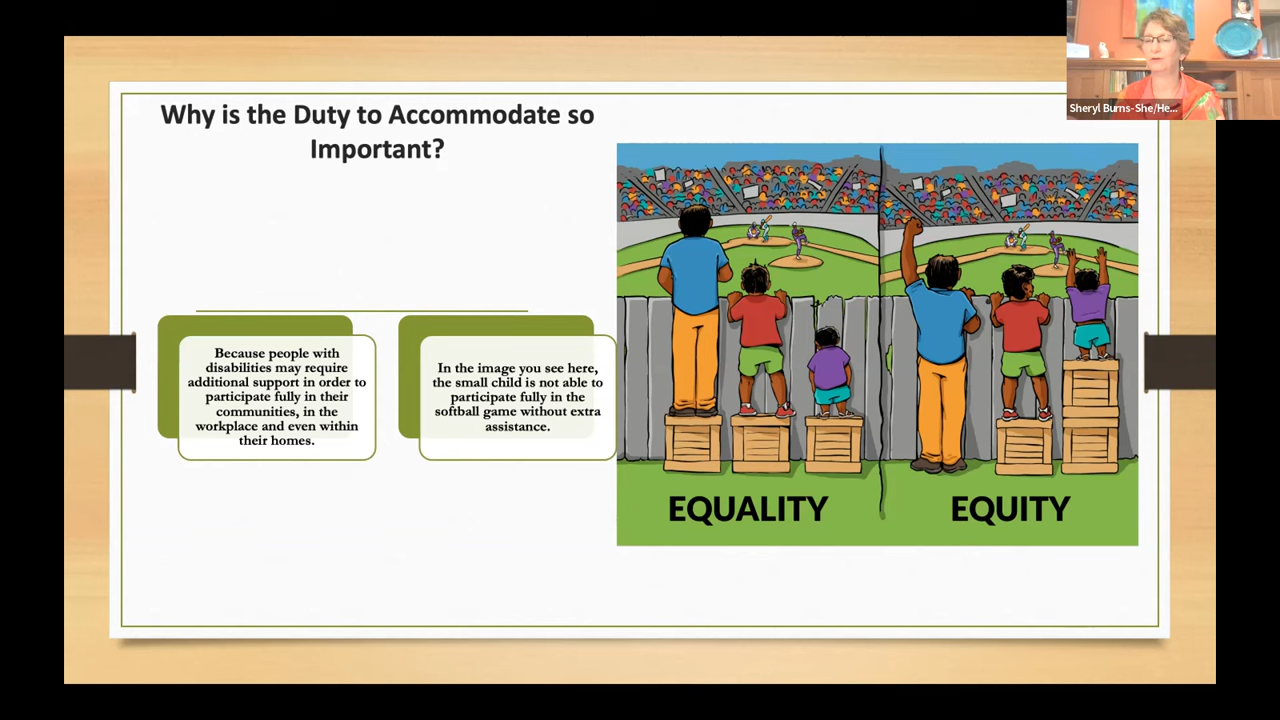 Sheryl Burns-She/He...
Why is the Duty to Accommodate so
Important?
Because people with
disabilities may require
additional support in order to
participate fully in their
communities, in the
workplace and even within
their homes.
In the image you see here,
the small child is not able to
participate fully in the
softball game without extra
assistance.
EQUALITY
EQUITY